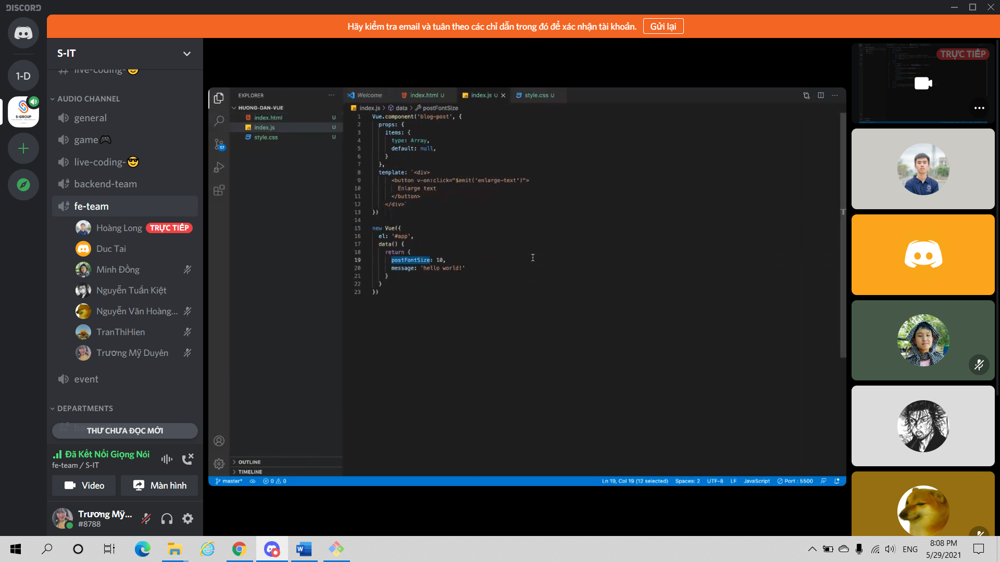 DISCORD
Hãy kiểm tra email và tuân theo các chỉ dẫn trong đó để xác nhận tài khoản.
Gửi lại
S-IT
live-coding-
1-D
S-GROUP
AUDIO CHANNEL
general
game
live-coding-
backend-team
fe-team
Hoàng Long
TRỰC TIẾP
Duc Tai
Minh Đồng
Nguyễn Tuấn Kiệt
Nguyễn Văn Hoàng...
TranThiHien
Trương Mỹ Duyên
event
DEPARTMENTS
THƯ CHƯA ĐỌC MỚI
Đã Kết Nối Giọng Nói
fe-team / S-IT
Video
Màn hình
Trương Mỹ...
#8788
EXPLORER
HUONG-DAN-VUE
index.html U
index.js U
style.css U
17
OUTLINE
TIMELINE
Welcome
index.html U
index.js U
style.css U
index.js > data > postFontSize
1 Vue.component('blog-post', {
2 props: {
3 items: {
4 type: Array,
5 default: null,
6 }
7 },
8 template: `<div>
9 <button v-on:click="$emit('enlarge-text')">
10 Enlarge text
11 </button>
12 </div>`
13 })
14
15 new Vue({
16 el: '#app',
17 data() {
18 return {
19 postFontSize: 10,
20 message: 'hello world!'
21 }
22 }
23 })
master*
0 0
Ln 19, Col 19 (12 selected)
Spaces: 2
UTF-8
LF
JavaScript
Port : 5500
TRỰC TIẾP
ENG
8:08 PM
5/29/2021